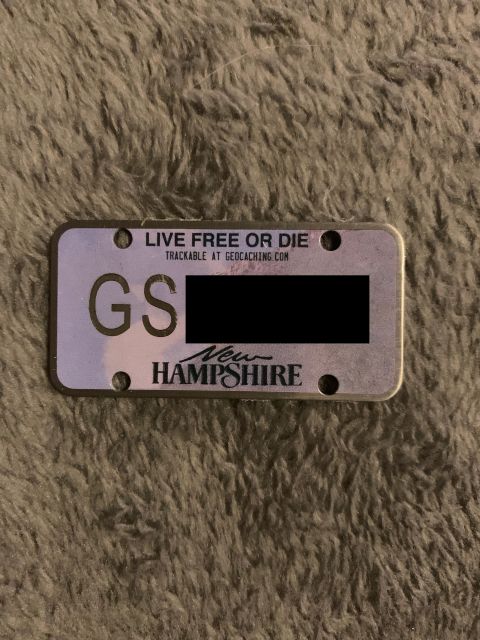 LIVE FREE OR DIE
TRACKABLE AT GEOCACHING.COM
GS
New
HAMPSHIRE